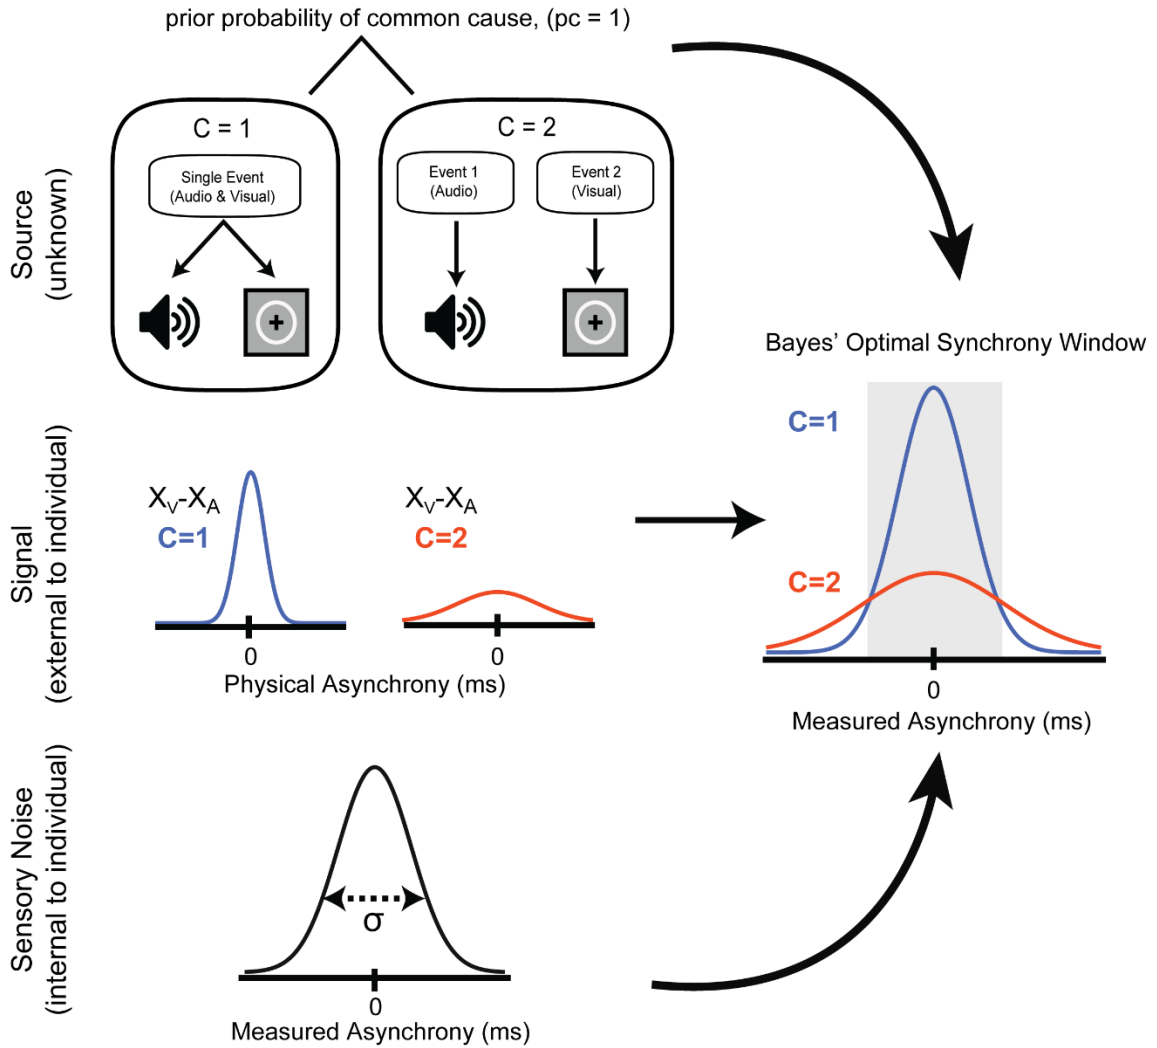 prior probability of common cause, (pc = 1)
Source
(unknown)
C = 1
Single Event
(Audio & Visual)
C = 2
Event 1
(Audio)
Event 2
(Visual)
Bayes’ Optimal Synchrony Window
C=1
C=2
0
Measured Asynchrony (ms)
Signal
(external to individual)
XV-XA
C=1
0
XV-XA
C=2
0
Physical Asynchrony (ms)
Sensory Noise
(internal to individual)
σ
0
Measured Asynchrony (ms)